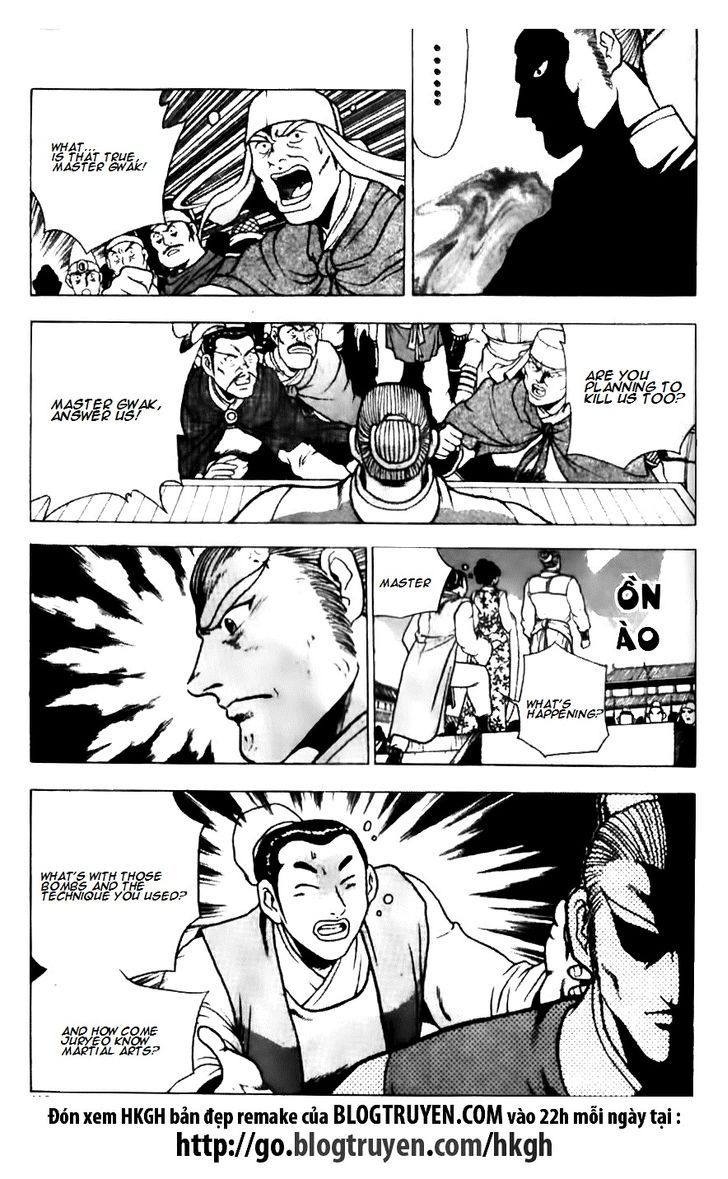 WHAT...
IS THAT TRUE,
MASTER GWAK!
......
MASTER GWAK,
ANSWER US!
ARE YOU
PLANNING TO
KILL US TOO?
MASTER
ỒN
ÀO
WHAT'S
HAPPENING?
WHAT'S WITH THOSE
BOMBS AND THE
TECHNIQUE YOU USED?
AND HOW COME
JURYEO KNOW
MARTIAL ARTS?
Đón xem HKGH bản đẹp remake của BLOGTRUYEN.COM vào 22h mỗi ngày tại :
http://go.blogtruyen.com/hkgh